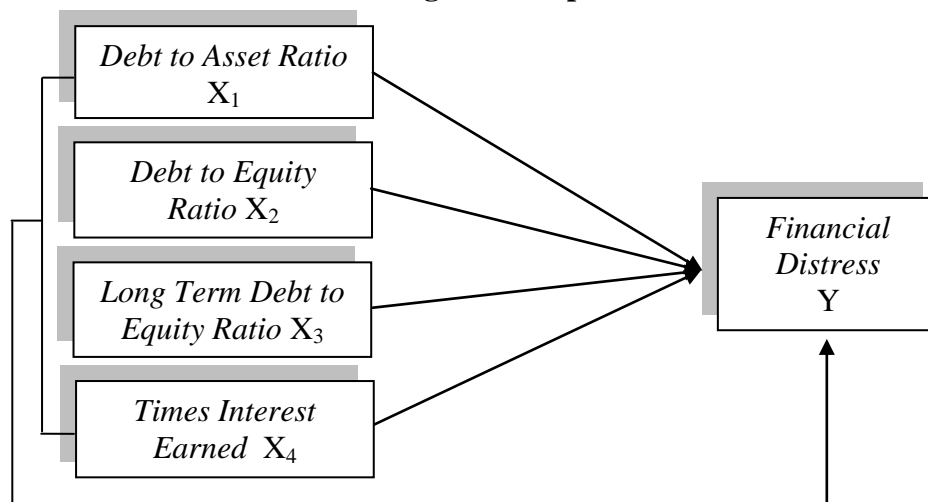 Debt to Asset Ratio
X₁
Debt to Equity
Ratio X₂
Long Term Debt to
Equity Ratio X₃
Times Interest
Earned X₄
Financial
Distress
Y